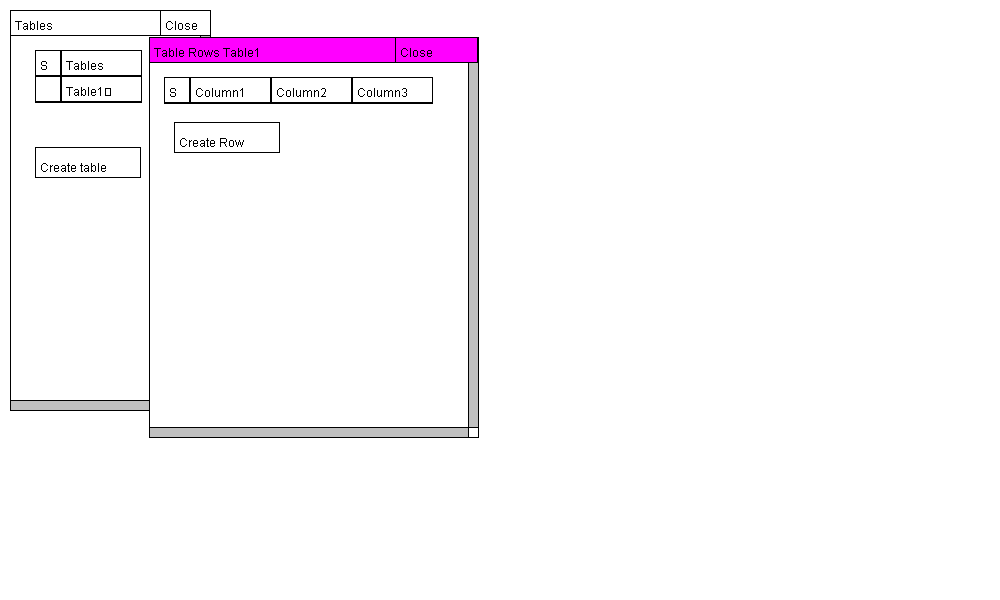 Tables Close
S Tables
Table1▯
Create table
Table Rows Table1 Close
S Column1 Column2 Column3
Create Row